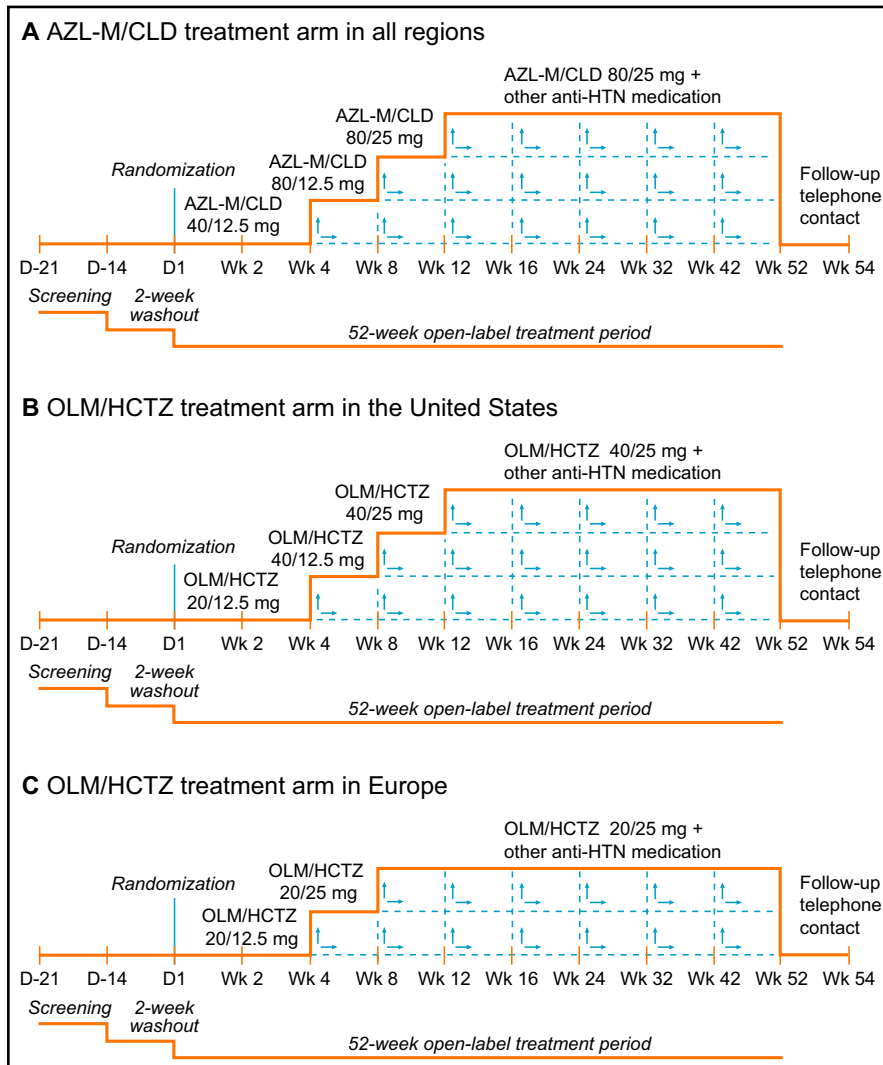 A AZL-M/CLD treatment arm in all regions
AZL-M/CLD 80/25 mg +
other anti-HTN medication
AZL-M/CLD
80/25 mg
AZL-M/CLD
80/12.5 mg
Randomization
AZL-M/CLD
40/12.5 mg
Follow-up
telephone
contact
D-21 D-14 D1 Wk 2 Wk 4 Wk 8 Wk 12 Wk 16 Wk 24 Wk 32 Wk 42 Wk 52 Wk 54
Screening
2-week
washout
52-week open-label treatment period
B OLM/HCTZ treatment arm in the United States
OLM/HCTZ 40/25 mg +
other anti-HTN medication
OLM/HCTZ
40/25 mg
OLM/HCTZ
40/12.5 mg
Randomization
OLM/HCTZ
20/12.5 mg
Follow-up
telephone
contact
D-21 D-14 D1 Wk 2 Wk 4 Wk 8 Wk 12 Wk 16 Wk 24 Wk 32 Wk 42 Wk 52 Wk 54
Screening
2-week
washout
52-week open-label treatment period
C OLM/HCTZ treatment arm in Europe
OLM/HCTZ 20/25 mg +
other anti-HTN medication
OLM/HCTZ
20/25 mg
Randomization
OLM/HCTZ
20/12.5 mg
Follow-up
telephone
contact
D-21 D-14 D1 Wk 2 Wk 4 Wk 8 Wk 12 Wk 16 Wk 24 Wk 32 Wk 42 Wk 52 Wk 54
Screening
2-week
washout
52-week open-label treatment period